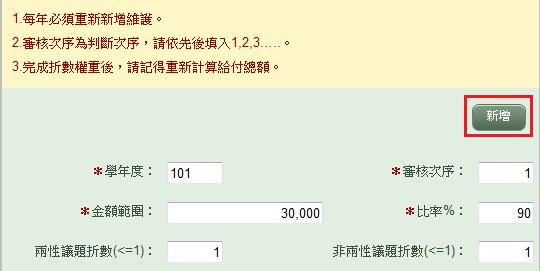 1.每年必須重新新增維護。
2.審核次序為判斷次序，請依先後填入1,2,3.....。
3.完成折數權重後，請記得重新計算給付總額。
新增
＊學年度： 101 ＊審核次序： 1
＊金額範圍： 30,000 ＊比率%： 90
兩性議題折數(<=1)： 1 非兩性議題折數(<=1)： 1